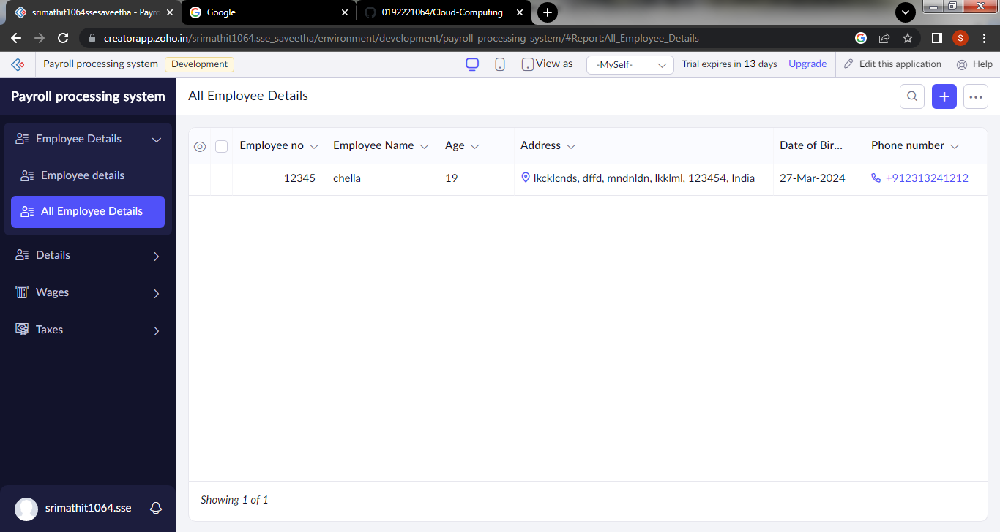 srimathit1064ssesaveetha - Payro
Google
0192221064/Cloud-Computing
creatorapp.zoho.in/srimathit1064.sse_saveetha/environment/development/payroll-processing-system/#Report:All_Employee_Details
S
Payroll processing system
Development
View as
-MySelf-
Trial expires in 13 days
Upgrade
Edit this application
Help
Payroll processing system
All Employee Details
Employee Details
Employee details
All Employee Details
Details
Wages
Taxes
Employee no
Employee Name
Age
Address
Date of Bir...
Phone number
12345
chella
19
lkcklcnds, dffd, mndnldn, lkklml, 123454, India
27-Mar-2024
+912313241212
Showing 1 of 1
srimathit1064.sse